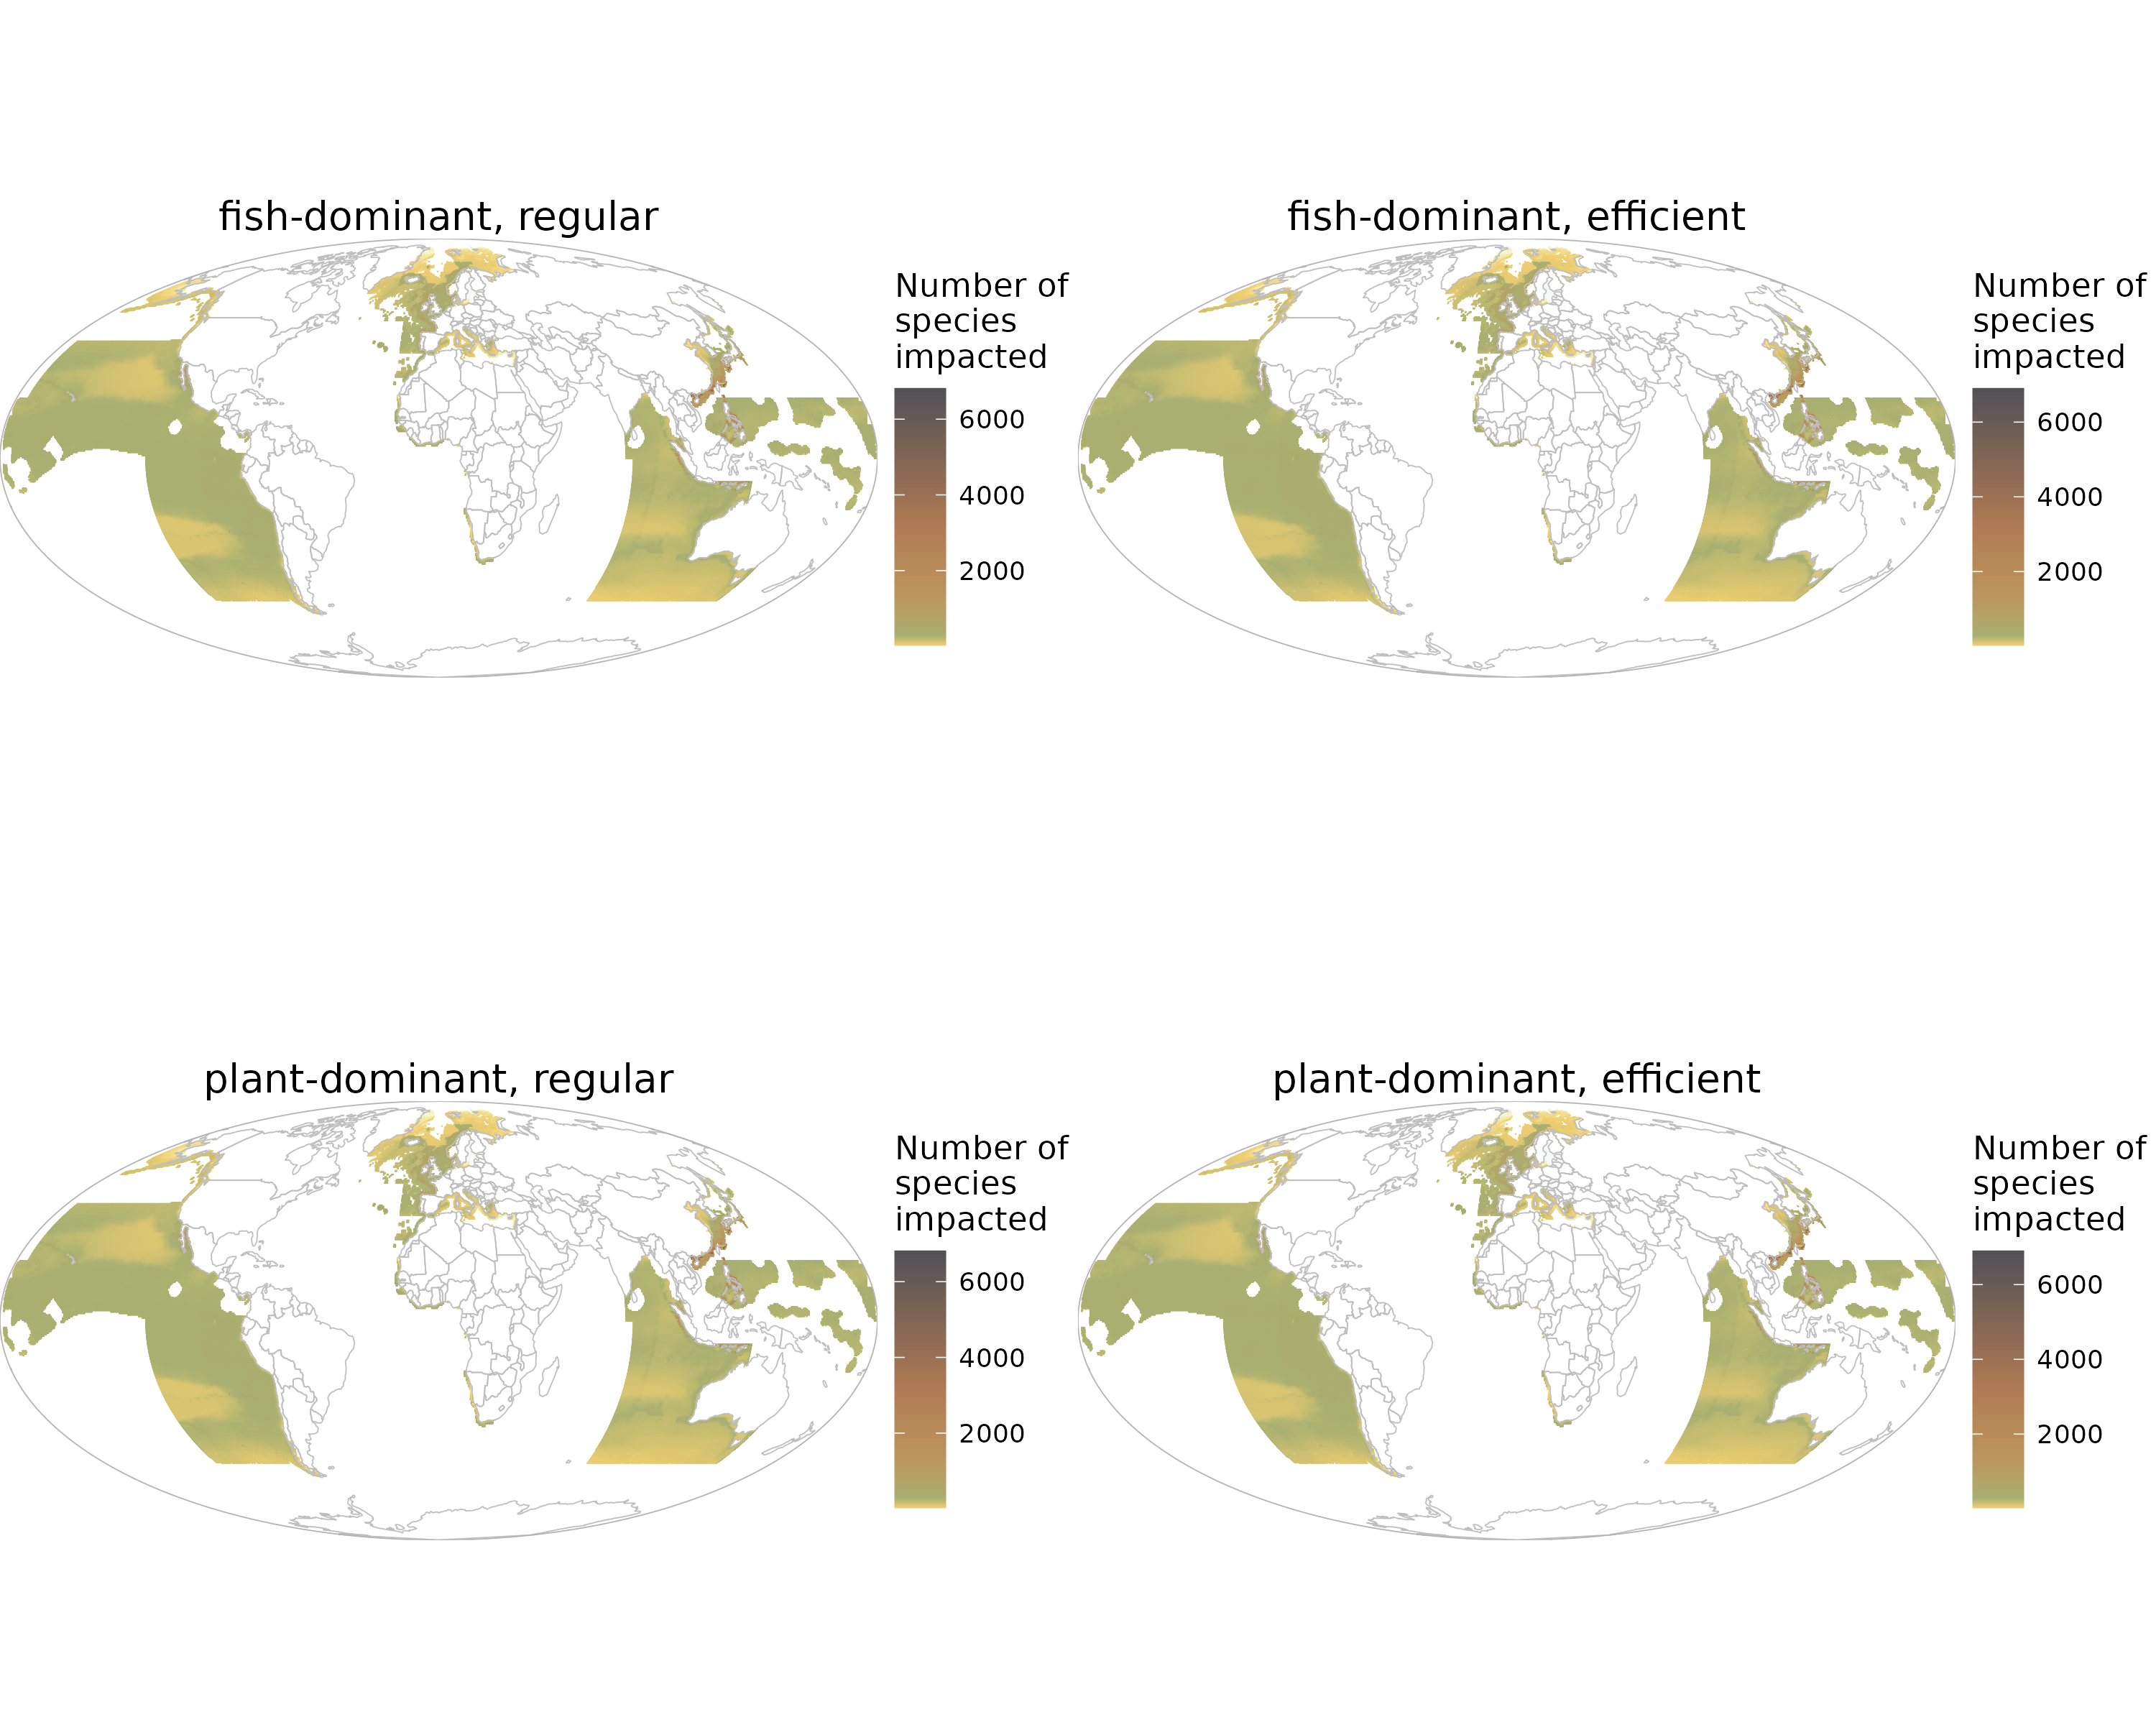 fish-dominant, regular
Number of
species
impacted
6000
4000
2000
fish-dominant, efficient
Number of
species
impacted
6000
4000
2000
plant-dominant, regular
Number of
species
impacted
6000
4000
2000
plant-dominant, efficient
Number of
species
impacted
6000
4000
2000